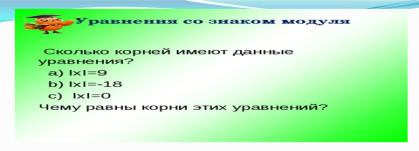 Уравнения со знаком модуля
Сколько корней имеют данные
уравнения?
a) IxI=9
b) IxI=-18
c) IxI=0
Чему равны корни этих уравнений?